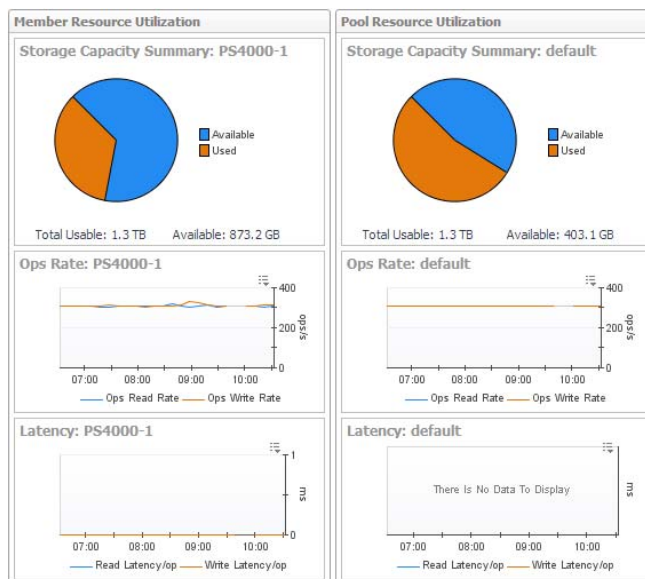 Member Resource Utilization
Storage Capacity Summary: PS4000-1
Available
Used
Total Usable: 1.3 TB Available: 873.2 GB
Ops Rate: PS4000-1
400
200
0
ops/s
07:00 08:00 09:00 10:00
Ops Read Rate Ops Write Rate
Latency: PS4000-1
1
0
ms
07:00 08:00 09:00 10:00
Read Latency/op Write Latency/op
Pool Resource Utilization
Storage Capacity Summary: default
Available
Used
Total Usable: 1.3 TB Available: 403.1 GB
Ops Rate: default
400
200
0
ops/s
07:00 08:00 09:00 10:00
Ops Read Rate Ops Write Rate
Latency: default
There Is No Data To Display
ms
07:00 08:00 09:00 10:00
Read Latency/op Write Latency/op